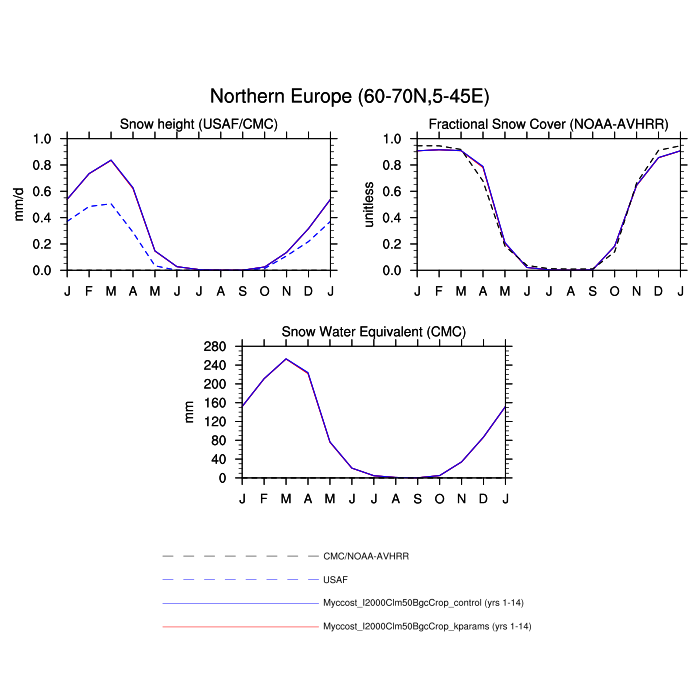 Northern Europe (60-70N,5-45E)
Snow height (USAF/CMC)
1.0
0.8
0.6
0.4
0.2
0.0
mm/d
J F M A M J J A S O N D J
Fractional Snow Cover (NOAA-AVHRR)
1.0
0.8
0.6
0.4
0.2
0.0
unitless
J F M A M J J A S O N D J
Snow Water Equivalent (CMC)
280
240
200
160
120
80
40
0
mm
J F M A M J J A S O N D J
CMC/NOAA-AVHRR
USAF
Myccost_I2000Clm50BgcCrop_control (yrs 1-14)
Myccost_I2000Clm50BgcCrop_kparams (yrs 1-14)